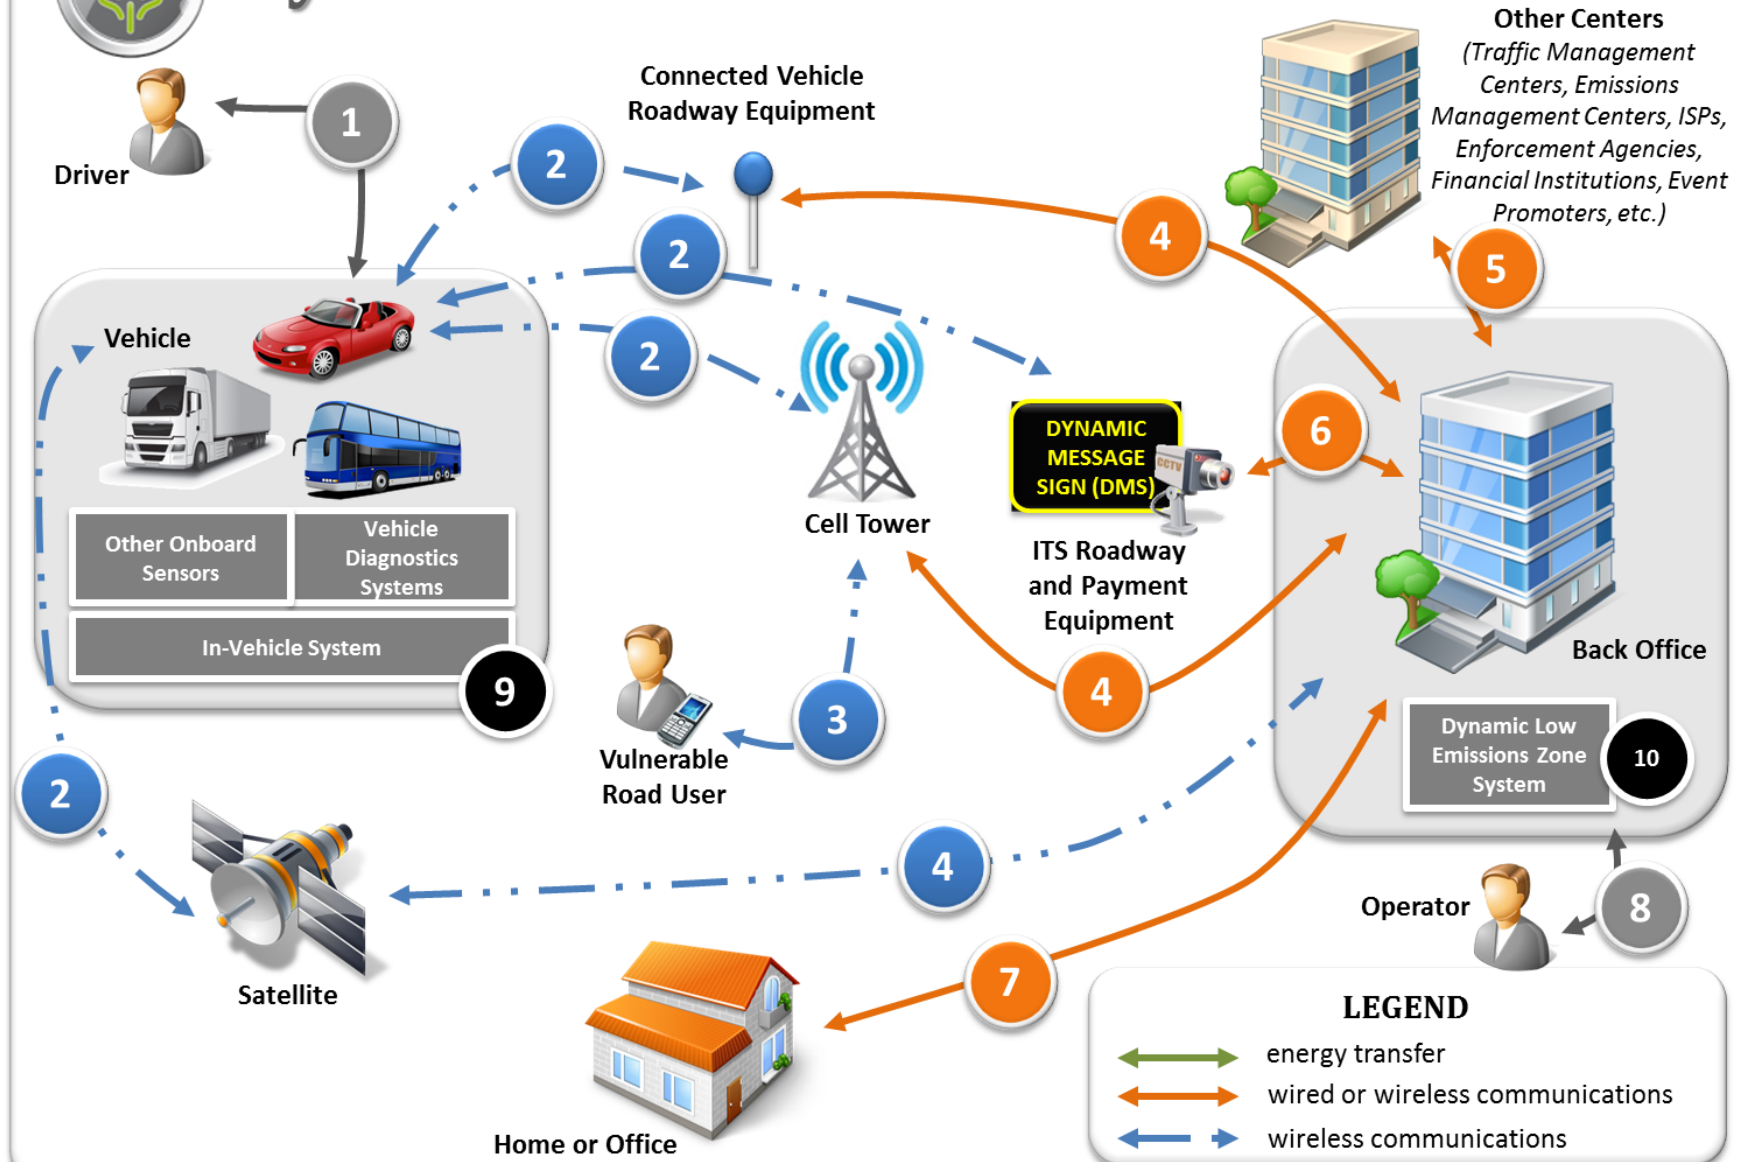 Other Centers
(Traffic Management
Centers, Emissions
Management Centers, ISPs,
Enforcement Agencies,
Financial Institutions, Event
Promoters, etc.)
Connected Vehicle
Roadway Equipment
1
Driver
2
2
4
5
2
Vehicle
6
DYNAMIC
MESSAGE
SIGN (DMS)
CCTV
Cell Tower
ITS Roadway
and Payment
Equipment
Other Onboard
Sensors
Vehicle
Diagnostics
Systems
In-Vehicle System
9
Back Office
4
3
Vulnerable
Road User
Dynamic Low
Emissions Zone
System
10
2
4
Operator
8
Satellite
7
Home or Office
LEGEND
energy transfer
wired or wireless communications
wireless communications